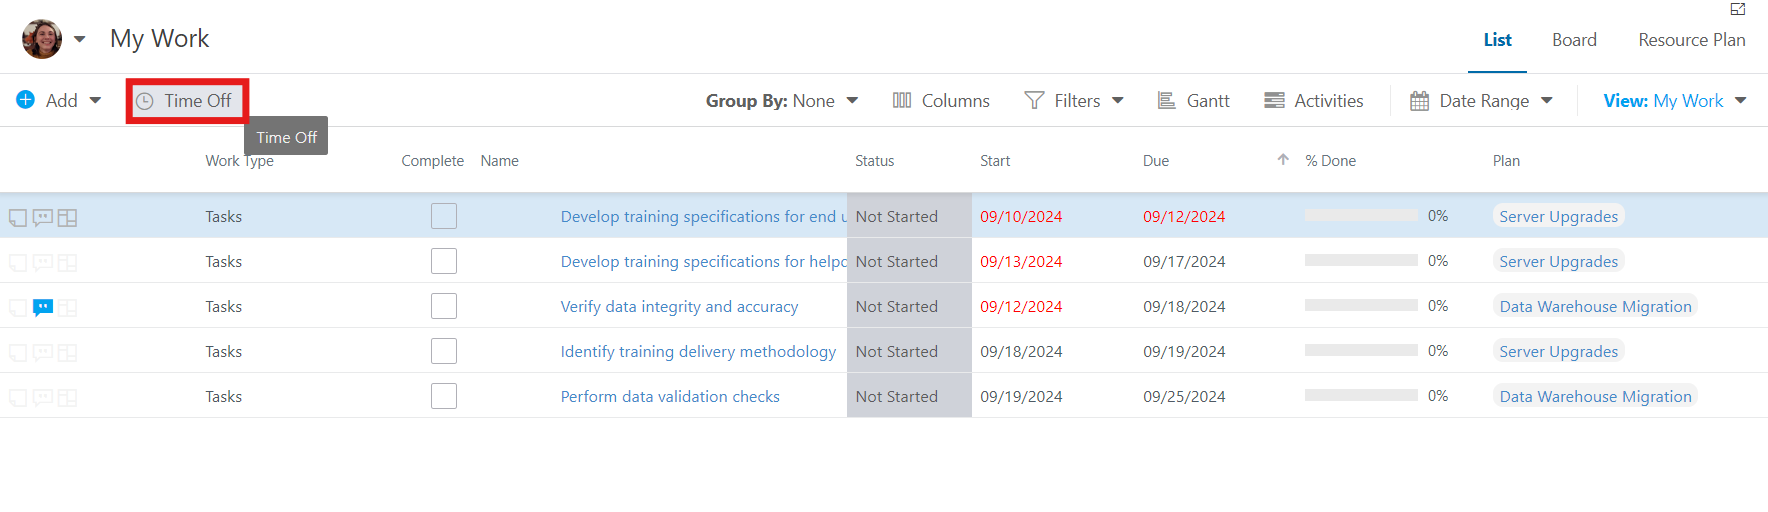 My Work
List Board Resource Plan
Add Time Off Group By: None Columns Filters Gantt Activities Date Range View: My Work
Time Off
Work Type Complete Name Status Start Due % Done Plan
Tasks Develop training specifications for end u Not Started 09/10/2024 09/12/2024 0% Server Upgrades
Tasks Develop training specifications for helpd Not Started 09/13/2024 09/17/2024 0% Server Upgrades
Tasks Verify data integrity and accuracy Not Started 09/12/2024 09/18/2024 0% Data Warehouse Migration
Tasks Identify training delivery methodology Not Started 09/18/2024 09/19/2024 0% Server Upgrades
Tasks Perform data validation checks Not Started 09/19/2024 09/25/2024 0% Data Warehouse Migration